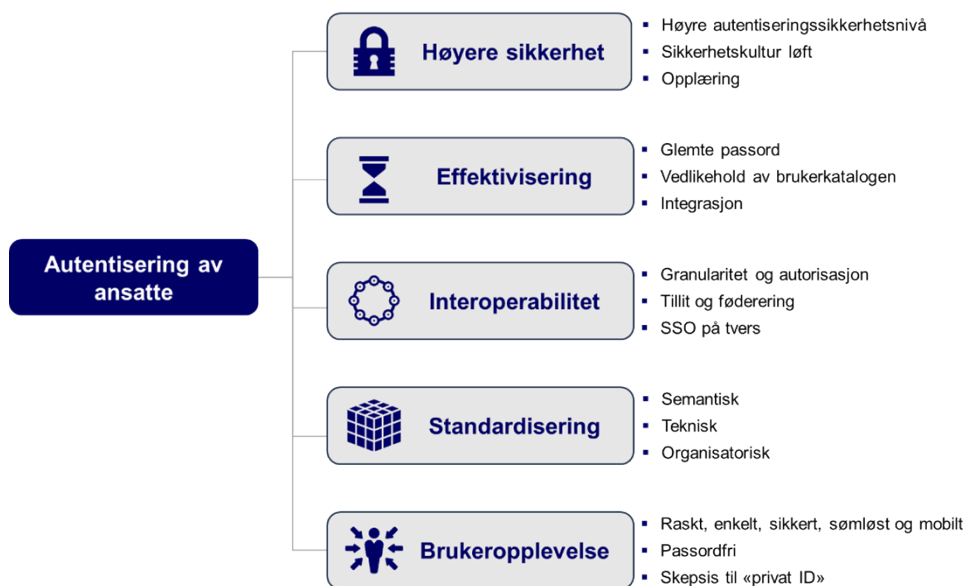 Autentisering av
ansatte
Høyere sikkerhet
Høyre autentiseringssikkerhetsnivå
Sikkerhetskultur løft
Opplæring
Effektivisering
Glemte passord
Vedlikehold av brukerkatalogen
Integrasjon
Interoperabilitet
Granularitet og autorisasjon
Tillit og føderering
SSO på tvers
Standardisering
Semantisk
Teknisk
Organisatorisk
Brukeropplevelse
Raskt, enkelt, sikkert, sømløst og mobilt
Passordfri
Skepsis til «privat ID»